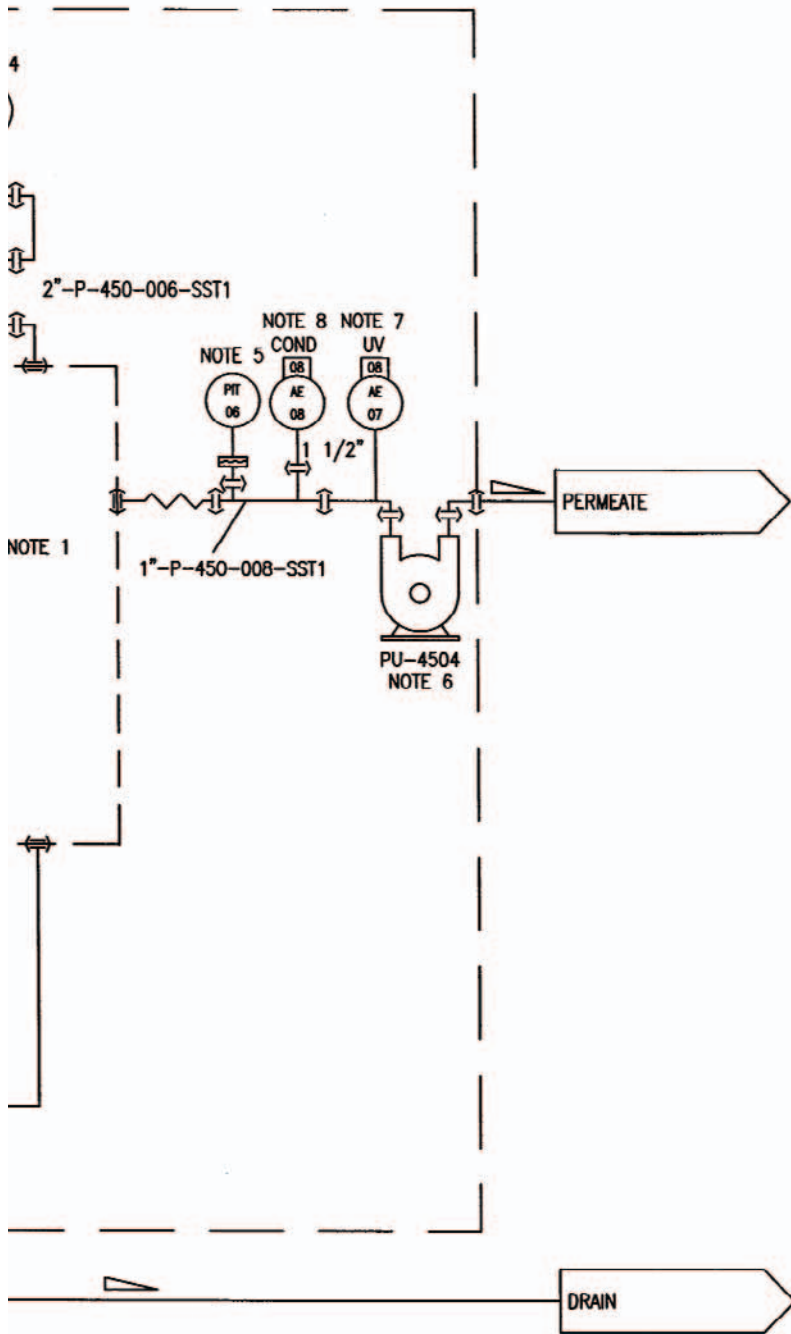 4
2"-P-450-006-SST1
NOTE 8 NOTE 7
NOTE 5 COND UV
08 08
PIT AE AE
06 08 07
1 1/2"
PERMEATE
NOTE 1
1"-P-450-008-SST1
PU-4504
NOTE 6
DRAIN